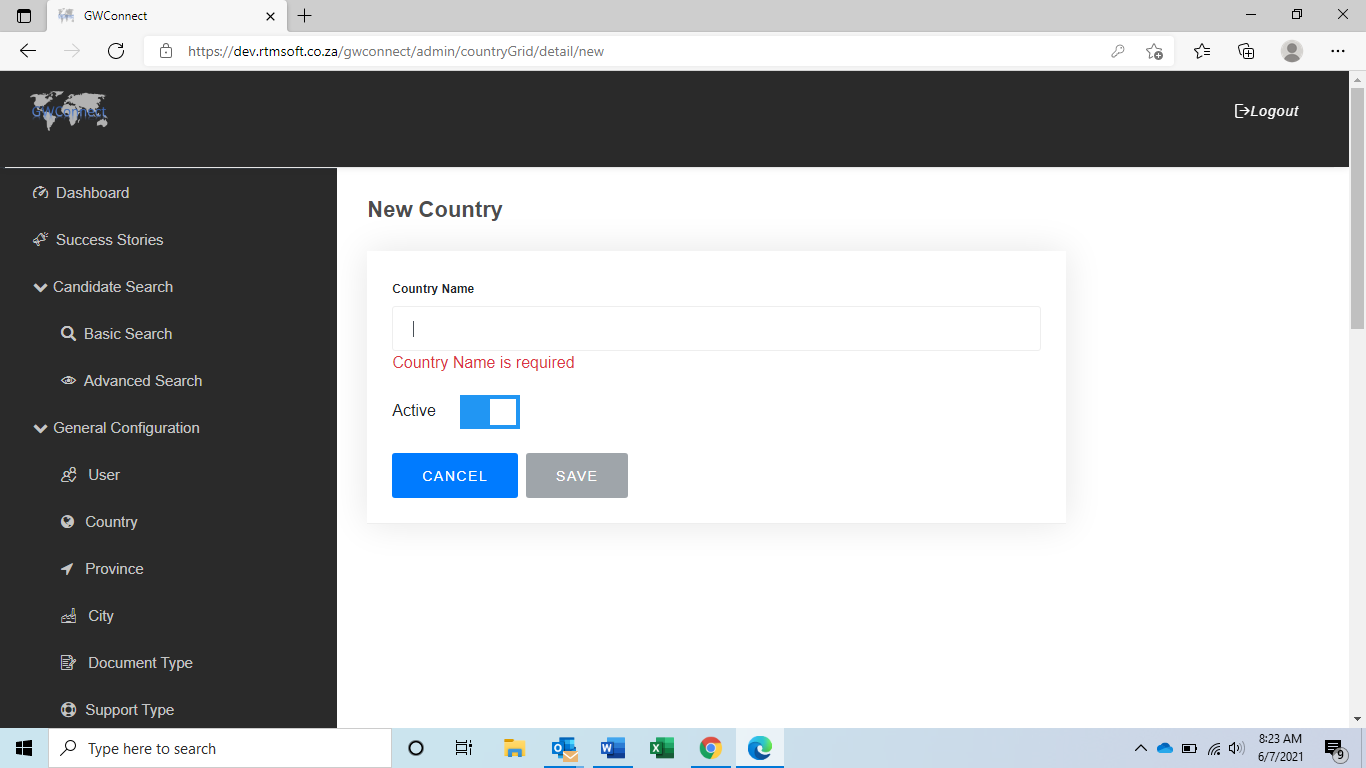 GWConnect
https://dev.rtmsoft.co.za/gwconnect/admin/countryGrid/detail/new
GWConnect
Logout
Dashboard
Success Stories
Candidate Search
Basic Search
Advanced Search
General Configuration
User
Country
Province
City
Document Type
Support Type
New Country
Country Name
Country Name is required
Active
CANCEL SAVE
Type here to search
8:23 AM
6/7/2021
9